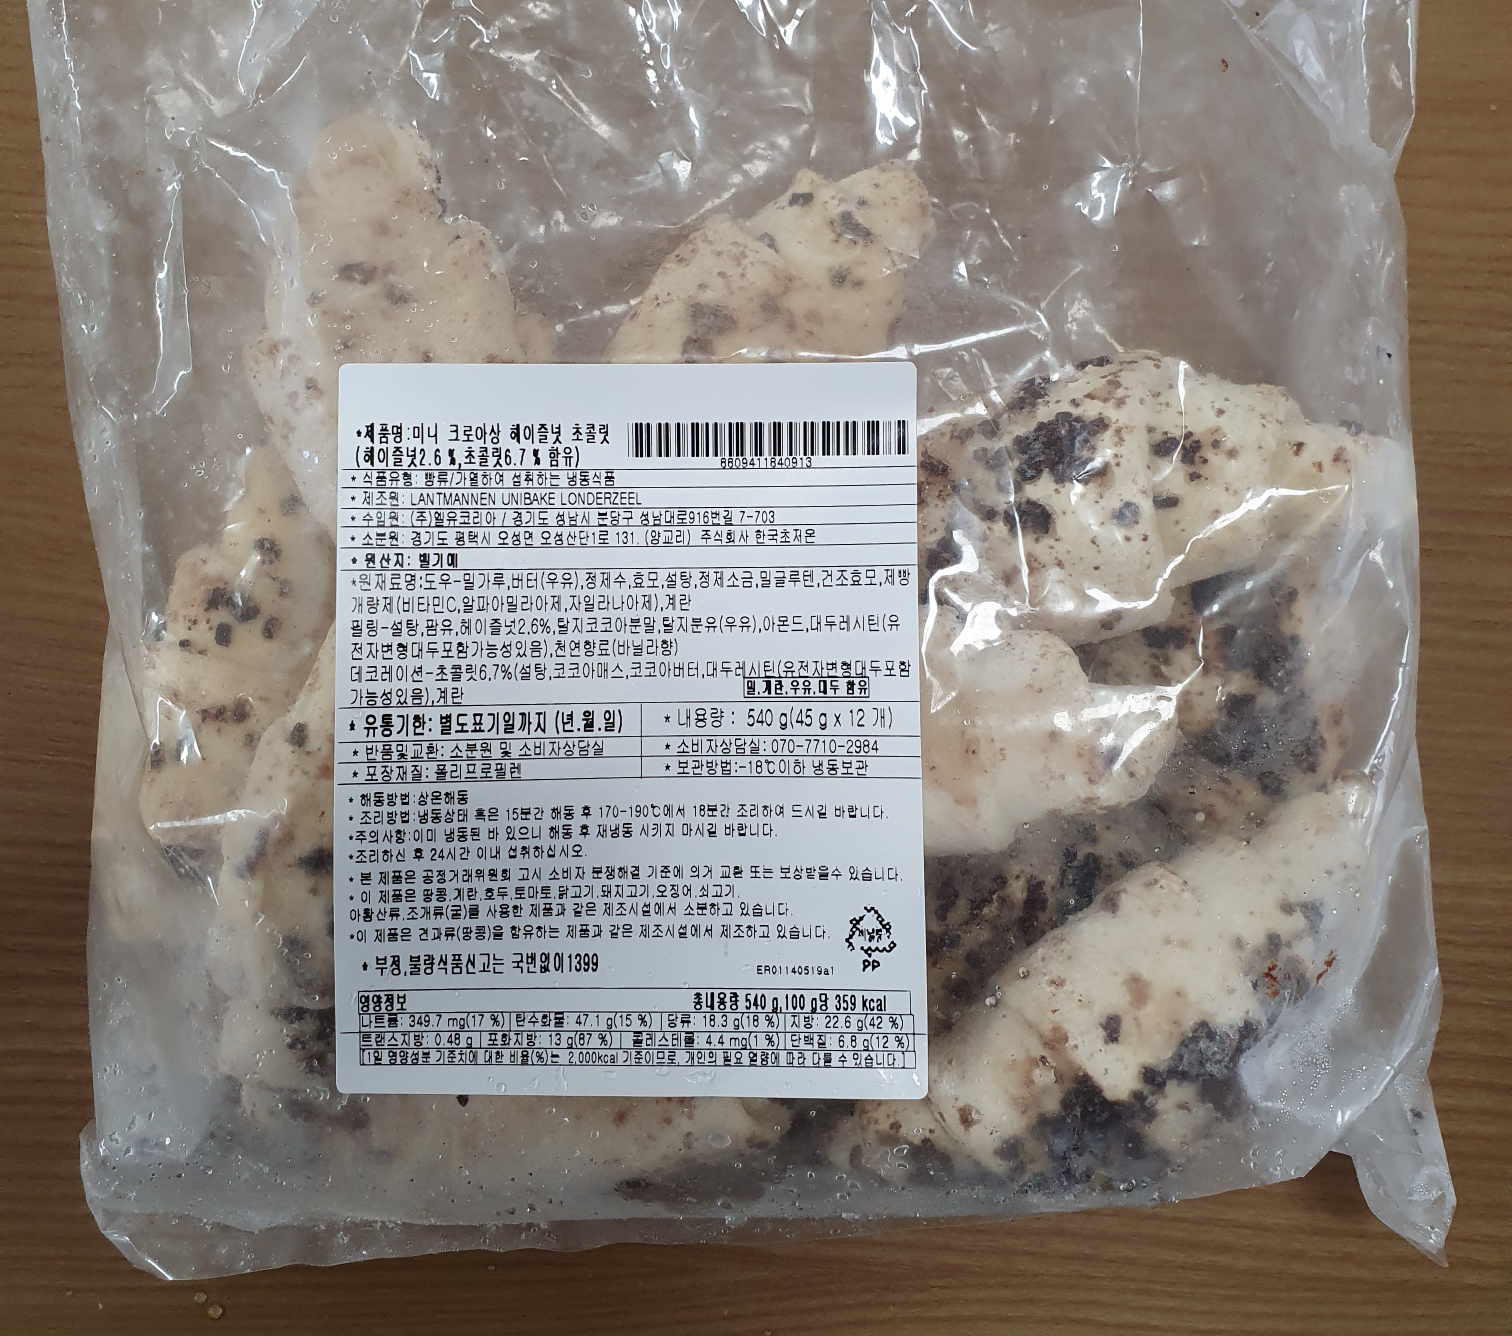 *제품명:미니 크로아상 헤이즐넛 초콜릿
(헤이즐넛2.6 %,초콜릿6.7 % 함유)
8809411840913
* 식품유형: 빵류/가열하여 섭취하는 냉동식품
* 제조원: LANTMANNEN UNIBAKE LONDERZEEL
* 수입원: (주)엘유코리아 / 경기도 성남시 분당구 성남대로916번길 7-703
* 소분원: 경기도 평택시 오성면 오성산단1로 131. (양교리) 주식회사 한국초저온
* 원산지: 벨기에
*원재료명:도우-밀가루,버터(우유),정제수,효모,설탕,정제소금,밀글루텐,건조효모,제빵
개량제(비타민C,알파아밀라아제,자일라나아제),계란
필링-설탕,팜유,헤이즐넛2.6%,탈지코코아분말,탈지분유(우유),아몬드,대두레시틴(유
전자변형대두포함가능성있음),천연향료(바닐라향)
데코레이션-초콜릿6.7%(설탕,코코아매스,코코아버터,대두레시틴(유전자변형대두포함
가능성있음),계란
밀,계란,우유,대두 함유
* 유통기한: 별도표기일까지 (년.월.일)
* 내용량 : 540 g(45 g x 12 개)
* 반품및교환: 소분원 및 소비자상담실
* 소비자상담실: 070-7710-2984
* 포장재질: 폴리프로필렌
* 보관방법:-18℃이하 냉동보관
* 해동방법:상온해동
* 조리방법:냉동상태 혹은 15분간 해동 후 170-190℃에서 18분간 조리하여 드시길 바랍니다.
*주의사항:이미 냉동된 바 있으니 해동 후 재냉동 시키지 마시길 바랍니다.
*조리하신 후 24시간 이내 섭취하십시오.
* 본 제품은 공정거래위원회 고시 소비자 분쟁해결 기준에 의거 교환 또는 보상받을수 있습니다.
* 이 제품은 땅콩,계란,호두,토마토,닭고기,돼지고기,오징어,쇠고기,
아황산류,조개류(굴)를 사용한 제품과 같은 제조시설에서 소분하고 있습니다.
*이 제품은 견과류(땅콩)을 함유하는 제품과 같은 제조시설에서 제조하고 있습니다.
비닐류
PP
* 부정,불량식품신고는 국번없이1399
ER01140519a1
영양정보
총내용량 540 g,100 g당 359 kcal
나트륨: 349.7 mg(17 %) | 탄수화물: 47.1 g(15 %) | 당류: 18.3 g(18 %) | 지방: 22.6 g(42 %)
트랜스지방: 0.48 g | 포화지방: 13 g(87 %) | 콜레스테롤: 4.4 mg(1 %) | 단백질: 6.8 g(12 %)
[1일 영양성분 기준치에 대한 비율(%)는 2,000kcal 기준이므로, 개인의 필요 열량에 따라 다를 수 있습니다.]